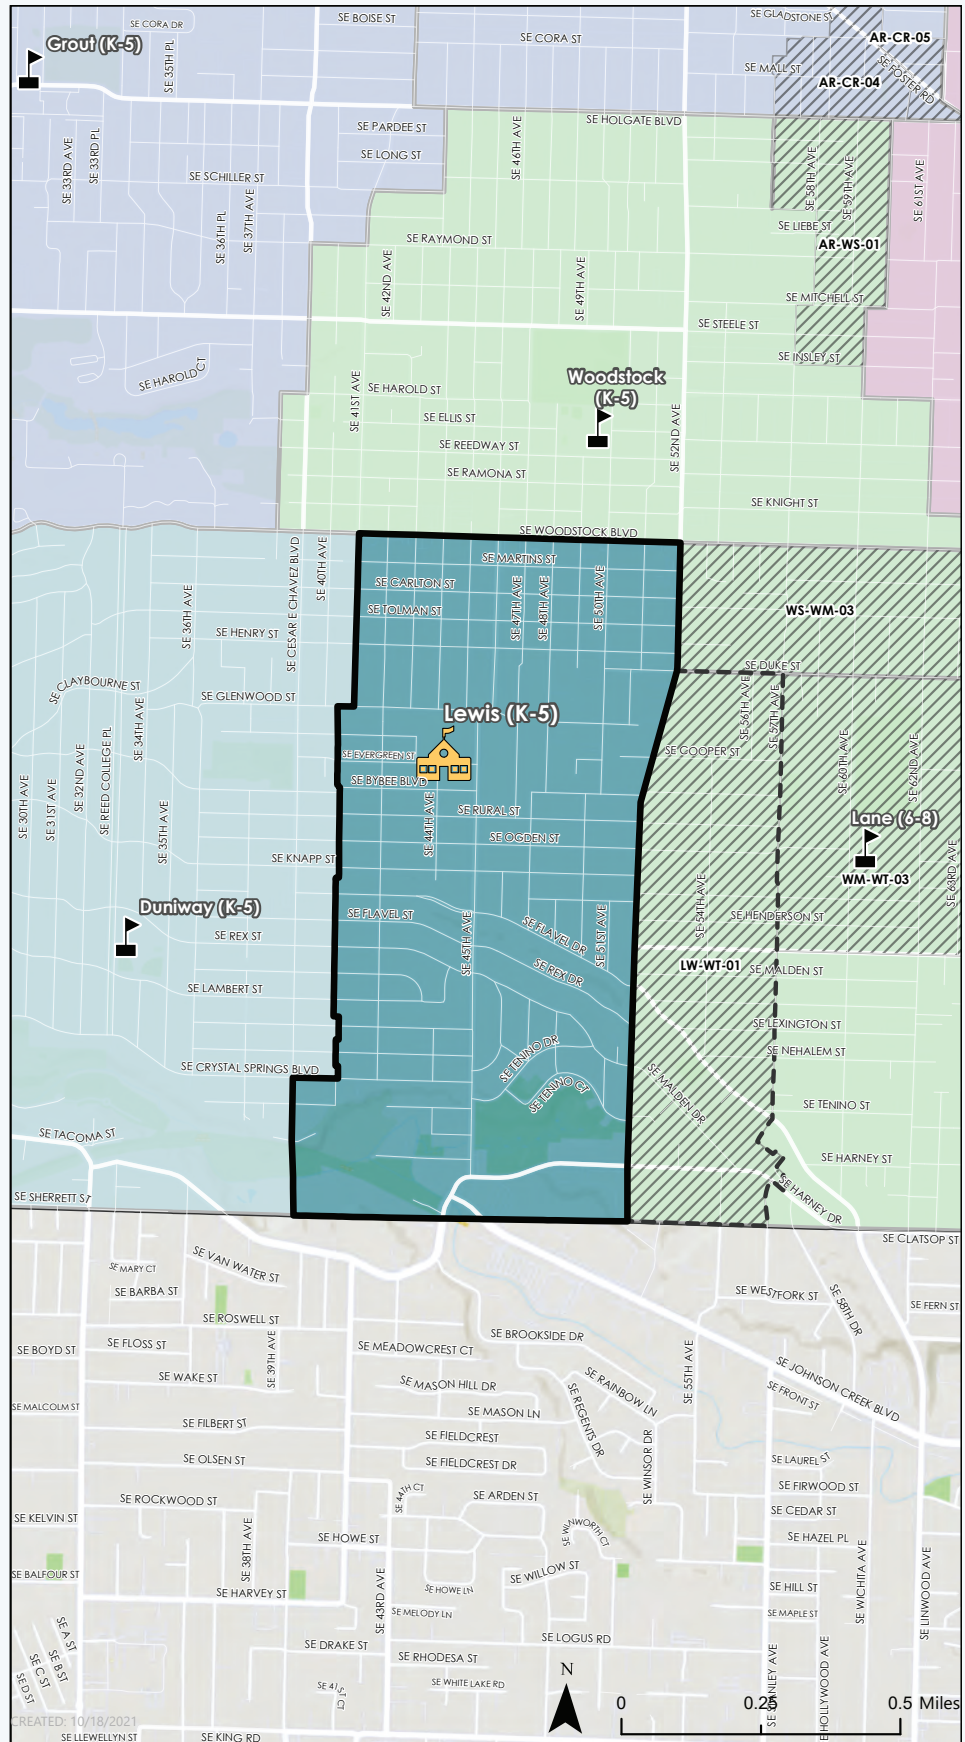 SE CORA DR
SE BOISE ST
SE GLADSTONE ST
Grout (K-5)
SE CORA ST
AR-CR-05
SE 35TH PL
SE MALL ST
SE FOSTER RD
AR-CR-04
SE HOLGATE BLVD
SE PARDEE ST
SE 46TH AVE
SE 33RD AVE
SE 33RD PL
SE LONG ST
SE 58TH AVE
SE 59TH AVE
SE 61ST AVE
SE SCHILLER ST
SE 36TH PL
SE 37TH AVE
SE LIEBE ST
SE RAYMOND ST
AR-WS-01
SE 42ND AVE
SE 49TH AVE
SE MITCHELL ST
SE STEELE ST
SE INSLEY ST
SE HAROLD CT
Woodstock
(K-5)
SE 41ST AVE
SE HAROLD ST
SE ELLIS ST
SE 52ND AVE
SE REEDWAY ST
SE RAMONA ST
SE KNIGHT ST
SE WOODSTOCK BLVD
SE CESAR E CHAVEZ BLVD
SE 40TH AVE
SE MARTINS ST
SE CARLTON ST
SE 47TH AVE
SE 48TH AVE
SE 50TH AVE
SE 36TH AVE
SE TOLMAN ST
WS-WM-03
SE HENRY ST
SE DUKE ST
SE CLAYBOURNE ST
SE GLENWOOD ST
SE 56TH AVE
SE 57TH AVE
SE 34TH AVE
Lewis (K-5)
SE 32ND AVE
SE REED COLLEGE PL
SE EVERGREEN ST
SE COOPER ST
SE 60TH AVE
SE 62ND AVE
SE 30TH AVE
SE 31ST AVE
SE BYBEE BLVD
SE 35TH AVE
SE 44TH AVE
SE RURAL ST
Lane (6-8)
SE OGDEN ST
SE KNAPP ST
WM-WT-03
SE 63RD AVE
Duniway (K-5)
SE FLAVEL ST
SE 54TH AVE
SE HENDERSON ST
SE REX ST
SE 45TH AVE
SE FLAVEL DR
SE 51ST AVE
SE REX DR
LW-WT-01
SE MALDEN ST
SE LAMBERT ST
SE LEXINGTON ST
SE NEHALEM ST
SE CRYSTAL SPRINGS BLVD
SE TENINO DR
SE TENINO CT
SE MALDEN DR
SE TENINO ST
SE TACOMA ST
SE HARNEY ST
SE SHERRETT ST
SE HARNEY DR
SE CLATSOP ST
SE MARY CT
SE VAN WATER ST
SE BARBA ST
SE WESTFORK ST
SE 58TH DR
SE FERN ST
SE ROSWELL ST
SE BROOKSIDE DR
SE BOYD ST
SE FLOSS ST
SE 39TH AVE
SE MEADOWCREST CT
SE 55TH AVE
SE JOHNSON CREEK BLVD
SE WAKE ST
SE MASON HILL DR
SE RAINBOW LN
SE FRONT ST
SE MALCOLM ST
SE REGENTS DR
SE MASON LN
SE FILBERT ST
SE FIELDCREST
SE WINSOR DR
SE OLSEN ST
SE FIELDCREST DR
SE LAUREL ST
SE FIRWOOD ST
SE 44TH CT
SE ROCKWOOD ST
SE ARDEN ST
SE CEDAR ST
SE KELVIN ST
SE 38TH AVE
SE HOWE ST
SE WINWORTH CT
SE HAZEL PL
SE WICHITA AVE
SE LINWOOD AVE
SE BALFOUR ST
SE WILLOW ST
SE HARVEY ST
SE 43RD AVE
SE HOWE LN
SE HILL ST
SE MELODY LN
SE MAPLE ST
SE A ST
SE B ST
SE C ST
SE D ST
SE DRAKE ST
SE LOGUS RD
SE RHODESA ST
SE STANLEY AVE
SE HOLLYWOOD AVE
SE 41ST CT
SE WHITE LAKE RD
N
0
0.25
0.5 Miles
CREATED: 10/18/2021
SE LLEWELLYN ST
SE KING RD